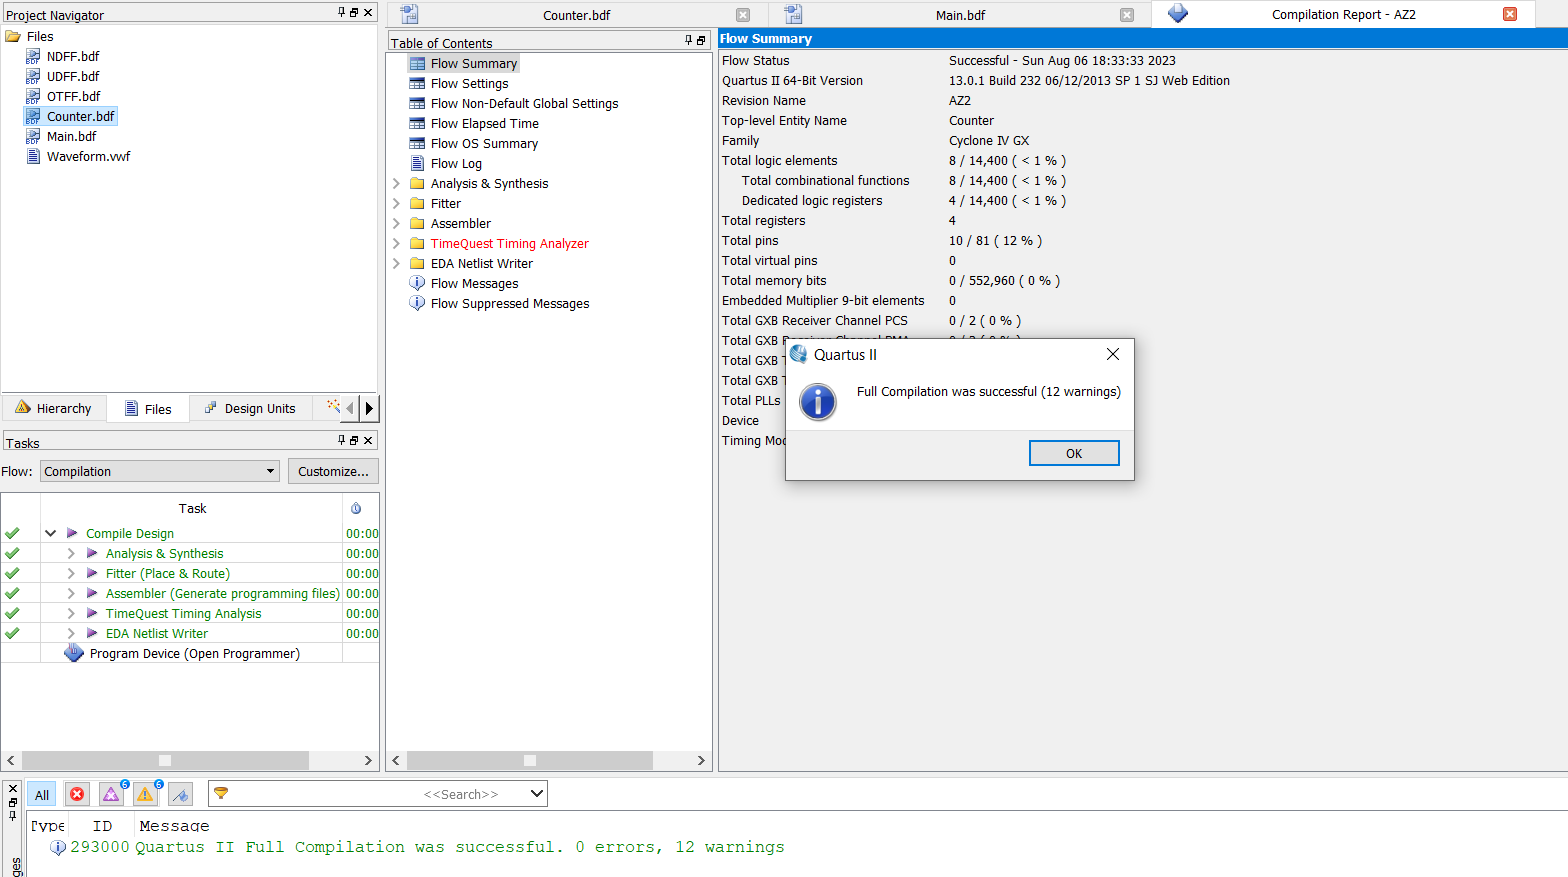 Project Navigator
Files
NDFF.bdf
UDFF.bdf
OTFF.bdf
Counter.bdf
Main.bdf
Waveform.vwf
Hierarchy
Files
Design Units
Tasks
Flow:
Compilation
Customize...
Task
Compile Design 00:00
Analysis & Synthesis 00:00
Fitter (Place & Route) 00:00
Assembler (Generate programming files) 00:00
TimeQuest Timing Analysis 00:00
EDA Netlist Writer 00:00
Program Device (Open Programmer)
Counter.bdf
Main.bdf
Compilation Report - AZ2
Table of Contents
Flow Summary
Flow Settings
Flow Non-Default Global Settings
Flow Elapsed Time
Flow OS Summary
Flow Log
Analysis & Synthesis
Fitter
Assembler
TimeQuest Timing Analyzer
EDA Netlist Writer
Flow Messages
Flow Suppressed Messages
Flow Summary
Flow Status Successful - Sun Aug 06 18:33:33 2023
Quartus II 64-Bit Version 13.0.1 Build 232 06/12/2013 SP 1 SJ Web Edition
Revision Name AZ2
Top-level Entity Name Counter
Family Cyclone IV GX
Total logic elements 8 / 14,400 ( < 1 % )
Total combinational functions 8 / 14,400 ( < 1 % )
Dedicated logic registers 4 / 14,400 ( < 1 % )
Total registers 4
Total pins 10 / 81 ( 12 % )
Total virtual pins 0
Total memory bits 0 / 552,960 ( 0 % )
Embedded Multiplier 9-bit elements 0
Total GXB Receiver Channel PCS 0 / 2 ( 0 % )
Total GXB Receiver Channel PMA 0 / 2 ( 0 % )
Total GXB
Total GXB
Total PLLs
Device
Timing
Quartus II
Full Compilation was successful (12 warnings)
OK
All
6
6
<<Search>>
Type ID Message
293000 Quartus II Full Compilation was successful. 0 errors, 12 warnings